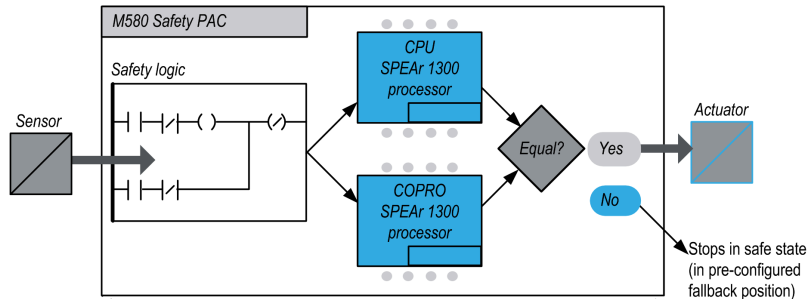 M580 Safety PAC
Safety logic
Sensor
CPU
SPEAr 1300
processor
COPRO
SPEAr 1300
processor
Equal?
Yes
No
Actuator
Stops in safe state
(in pre-configured
fallback position)